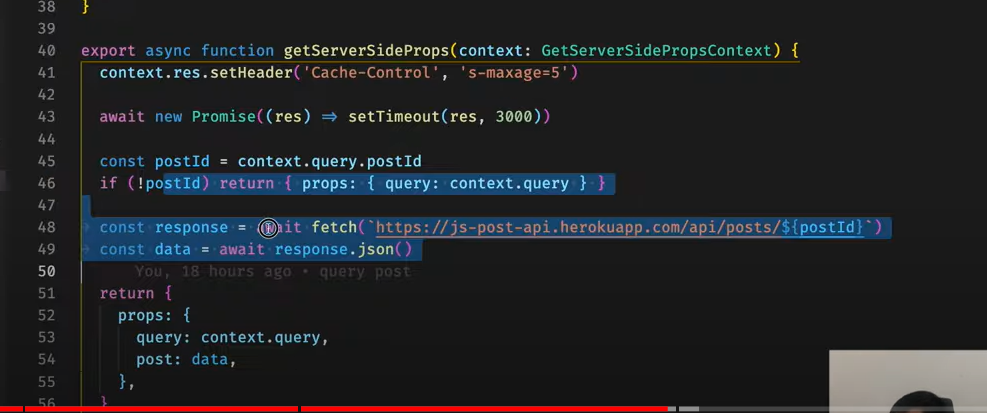 38 }
39
40 export async function getServerSideProps(context: GetServerSidePropsContext) {
41 context.res.setHeader('Cache-Control', 's-maxage=5')
42
43 await new Promise((res) => setTimeout(res, 3000))
44
45 const postId = context.query.postId
46 if (!postId) return { props: { query: context.query } }
47
48 const response = await fetch(`https://js-post-api.herokuapp.com/api/posts/${postId}`)
49 const data = await response.json()
50 You, 18 hours ago • query post
51 return {
52 props: {
53 query: context.query,
54 post: data,
55 },
56 }